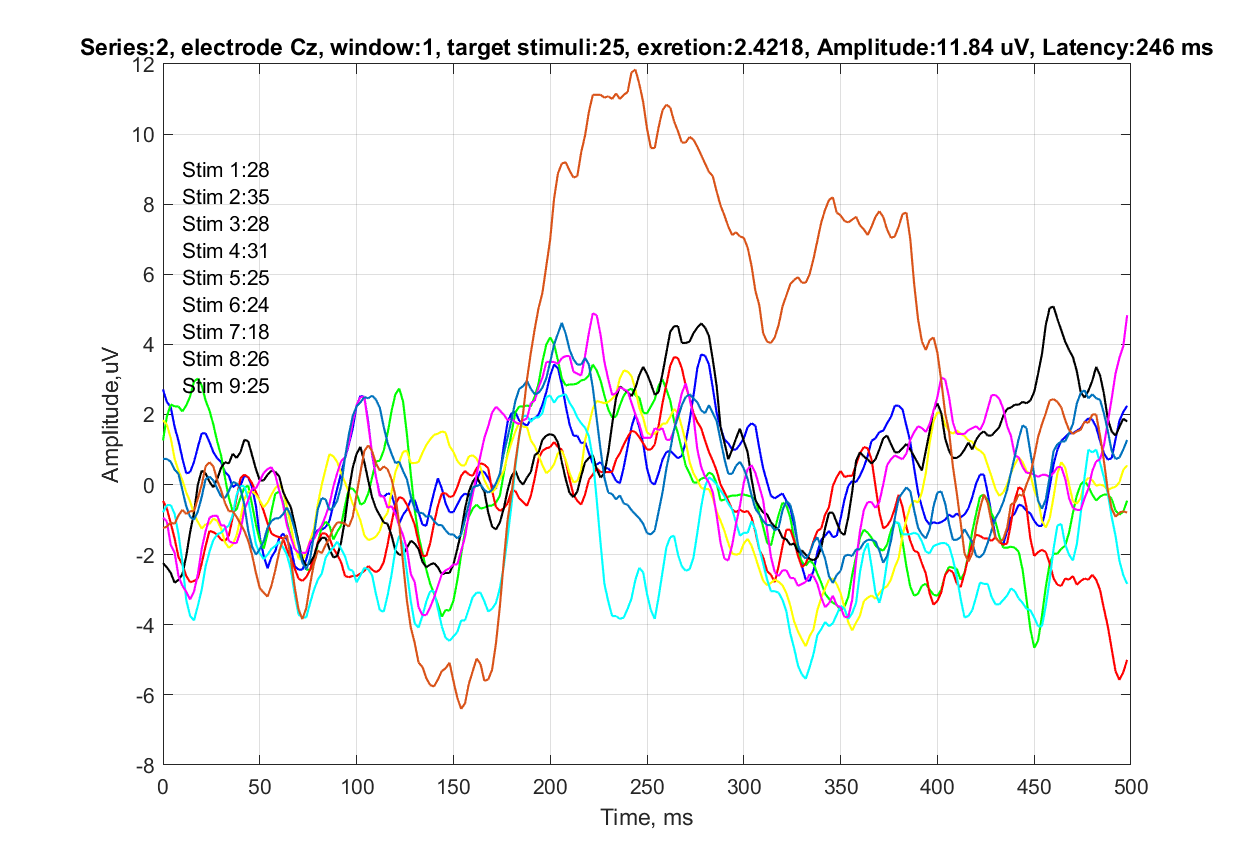 Series:2, electrode Cz, window:1, target stimuli:25, exretion:2.4218, Amplitude:11.84 uV, Latency:246 ms
12
10
8
6
4
2
0
-2
-4
-6
-8
Amplitude,uV
Stim 1:28
Stim 2:35
Stim 3:28
Stim 4:31
Stim 5:25
Stim 6:24
Stim 7:18
Stim 8:26
Stim 9:25
0 50 100 150 200 250 300 350 400 450 500
Time, ms